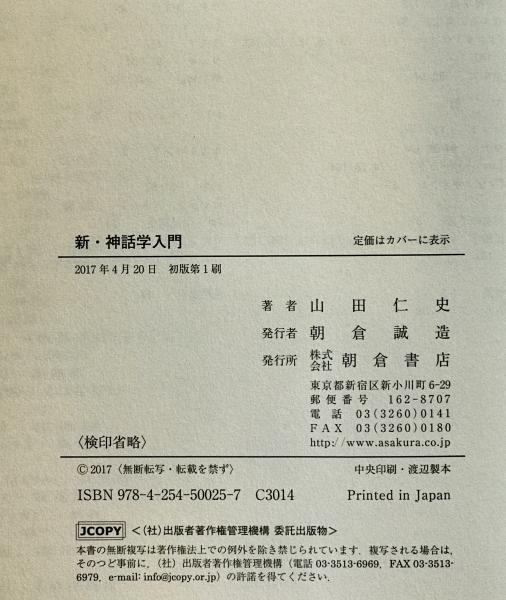 新・神話学入門
定価はカバーに表示
2017年4月20日　初版第1刷
著者 山田仁史
発行者 朝倉誠造
発行所 株式会社 朝倉書店
東京都新宿区新小川町6-29
郵便番号 162-8707
電話 03(3260)0141
FAX 03(3260)0180
http://www.asakura.co.jp
〈検印省略〉
©2017〈無断転写・転載を禁ず〉
中央印刷・渡辺製本
ISBN 978-4-254-50025-7 C3014
Printed in Japan
JCOPY ＜(社)出版者著作権管理機構 委託出版物＞
本書の無断複写は著作権法上での例外を除き禁じられています．複写される場合は，
そのつど事前に，(社)出版者著作権管理機構（電話 03-3513-6969，FAX 03-3513-
6979，e-mail: info@jcopy.or.jp）の許諾を得てください．